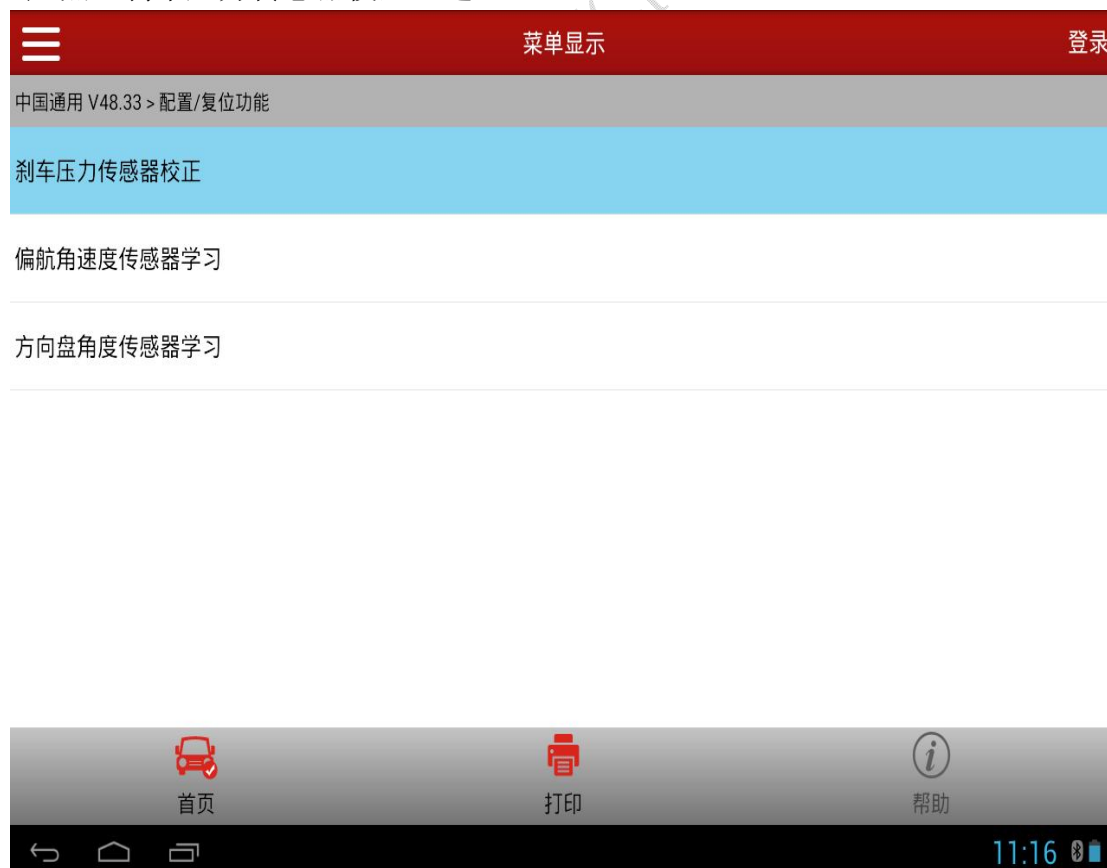 菜单显示
登录
中国通用 V48.33 > 配置/复位功能
刹车压力传感器校正
偏航角速度传感器学习
方向盘角度传感器学习
首页
打印
帮助
11:16